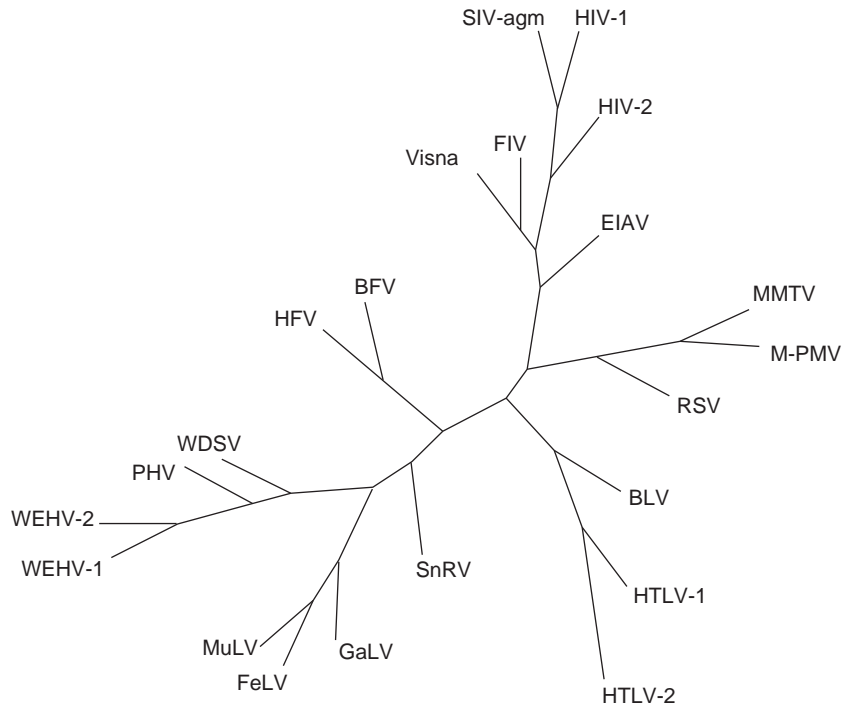 SIV-agm
HIV-1
HIV-2
FIV
Visna
EIAV
BFV
MMTV
HFV
M-PMV
RSV
WDSV
PHV
BLV
WEHV-2
WEHV-1
SnRV
HTLV-1
MuLV
GaLV
FeLV
HTLV-2